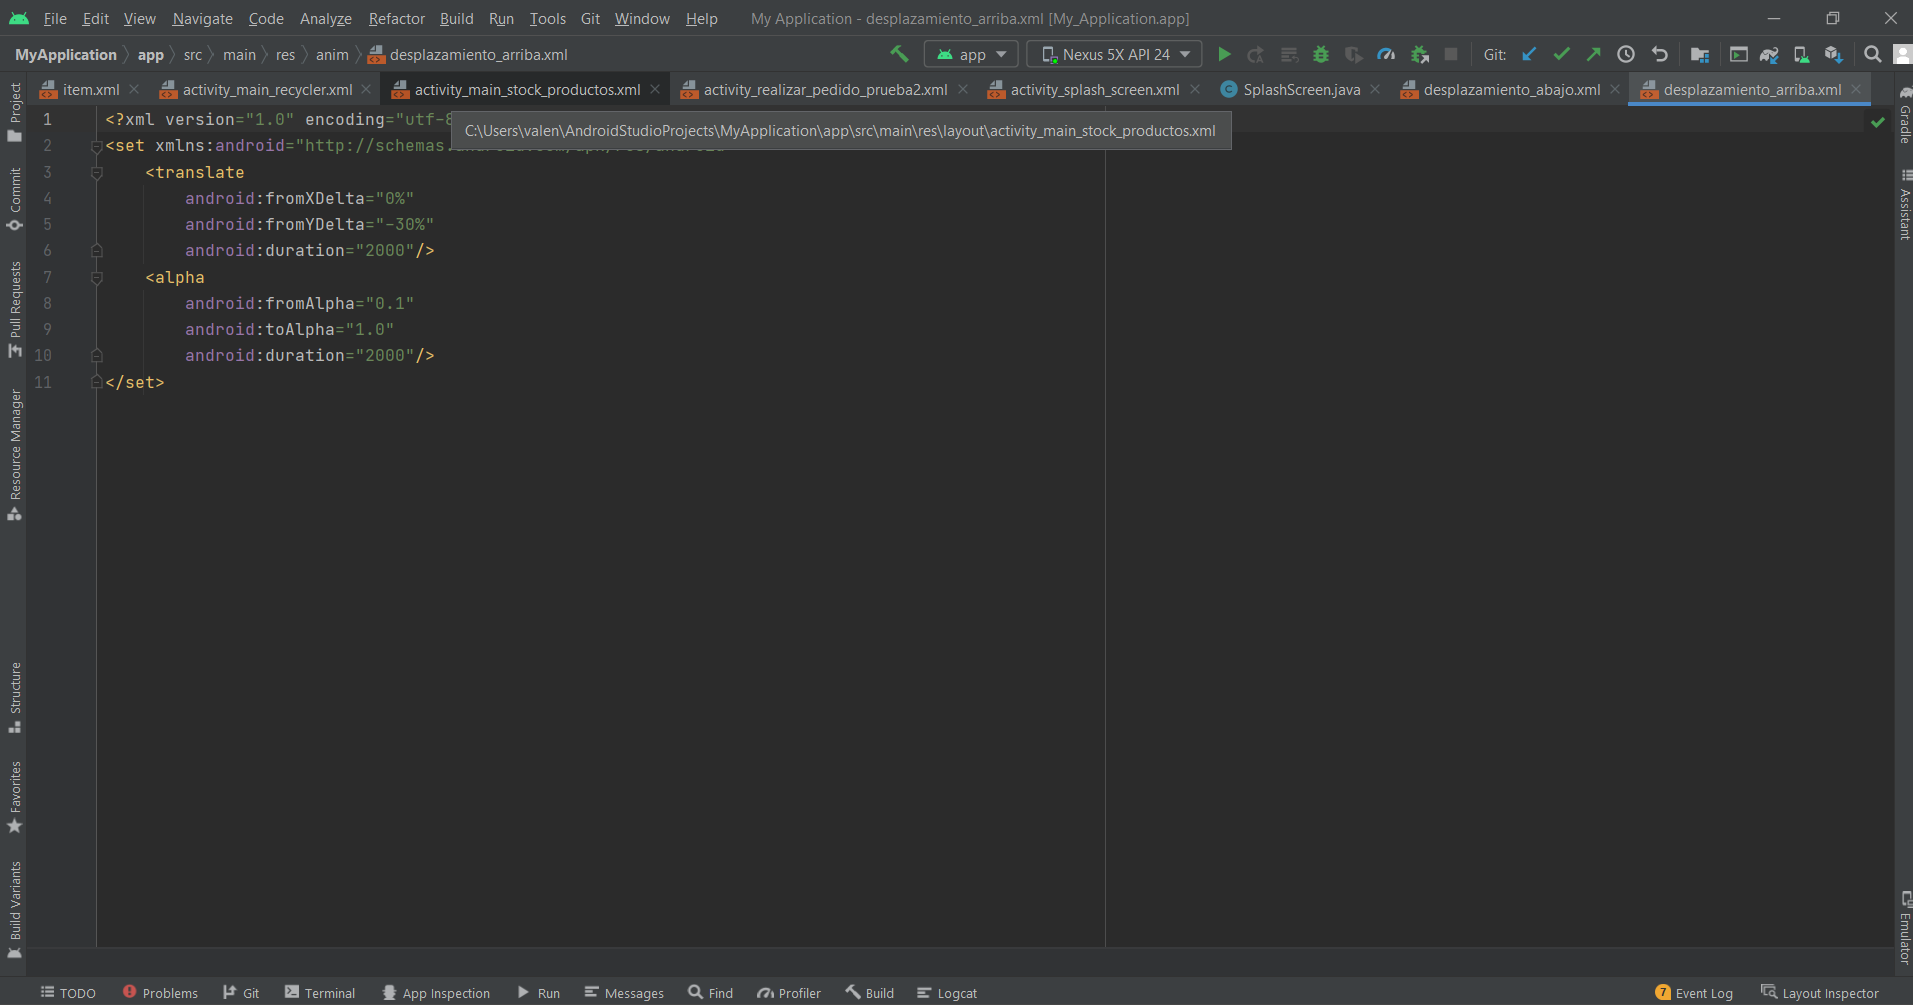 File Edit View Navigate Code Analyze Refactor Build Run Tools Git Window Help My Application - desplazamiento_arriba.xml [My_Application.app]
MyApplication app src main res anim desplazamiento_arriba.xml app Nexus 5X API 24 Git:
item.xml activity_main_recycler.xml activity_main_stock_productos.xml activity_realizar_pedido_prueba2.xml activity_splash_screen.xml SplashScreen.java desplazamiento_abajo.xml desplazamiento_arriba.xml
C:\Users\valen\AndroidStudioProjects\MyApplication\app\src\main\res\layout\activity_main_stock_productos.xml
1 <?xml version="1.0" encoding="utf-8
2 <set xmlns:android="http://schemas
3 <translate
4 android:fromXDelta="0%"
5 android:fromYDelta="-30%"
6 android:duration="2000"/>
7 <alpha
8 android:fromAlpha="0.1"
9 android:toAlpha="1.0"
10 android:duration="2000"/>
11 </set>
Project
Commit
Pull Requests
Resource Manager
Structure
Favorites
Build Variants
Gradle
Assistant
Emulator
TODO Problems Git Terminal App Inspection Run Messages Find Profiler Build Logcat 7 Event Log Layout Inspector